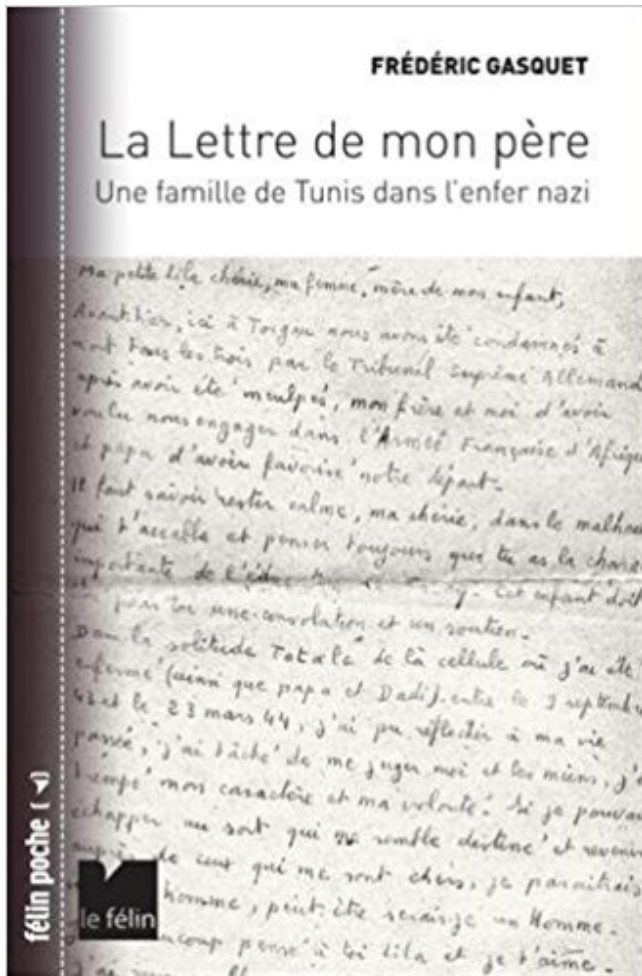 FRÉDÉRIC GASQUET
La Lettre de mon père
Une famille de Tunis dans l'enfer nazi
Ma petite Lila chérie, ma femme, mère de mon enfant,
Avant hier, ici à Torgau nous avons été condamnés à
mort tous les trois par le Tribunal Suprême Allemand
après avoir été inculpés, mon frère et moi d'avoir
voulu nous engager dans l'Armée Française d'Afrique
et papa d'avoir favorisé notre départ.
Il faut savoir rester calme, ma chérie, dans le malheur
qui t'accable et penser toujours que tu as la charge
importante de l' Cet enfant doit
pour toi une consolation et un soutien.
Dans la solitude Totale de la cellule où j'ai été
enfermé (ainsi que papa et entre le 9 septembre
43 et le 23 mars 44, j'ai pu réfléchir à ma vie
passée, j'ai tâché de me juger moi et les miens, j'ai
trempé mon caractère et ma volonté. Si je pouvais
échapper au sort qui me semble destiné et revenir
auprès de ceux qui me sont chers, je
homme, peut-être serais-je un Homme.
pensé à toi Lila et je t'aime.
félin poche
le félin